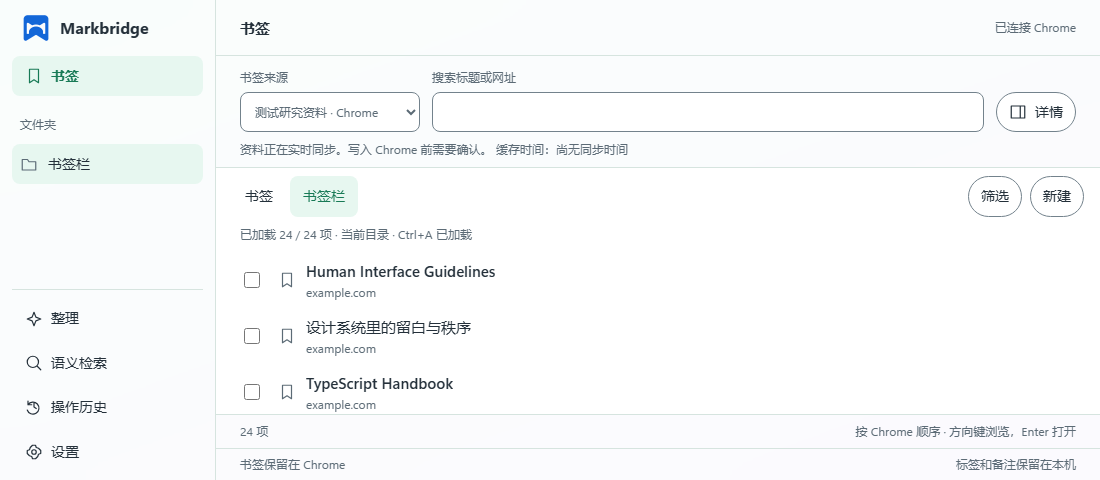 Markbridge
书签
文件夹
书签栏
整理
语义检索
操作历史
设置
书签
已连接 Chrome
书签来源
搜索标题或网址
测试研究资料 · Chrome
详情
资料正在实时同步。写入 Chrome 前需要确认。 缓存时间：尚无同步时间
书签 书签栏
筛选 新建
已加载 24 / 24 项 · 当前目录 · Ctrl+A 已加载
Human Interface Guidelines
example.com
设计系统里的留白与秩序
example.com
TypeScript Handbook
example.com
24 项
按 Chrome 顺序 · 方向键浏览，Enter 打开
书签保留在 Chrome
标签和备注保留在本机